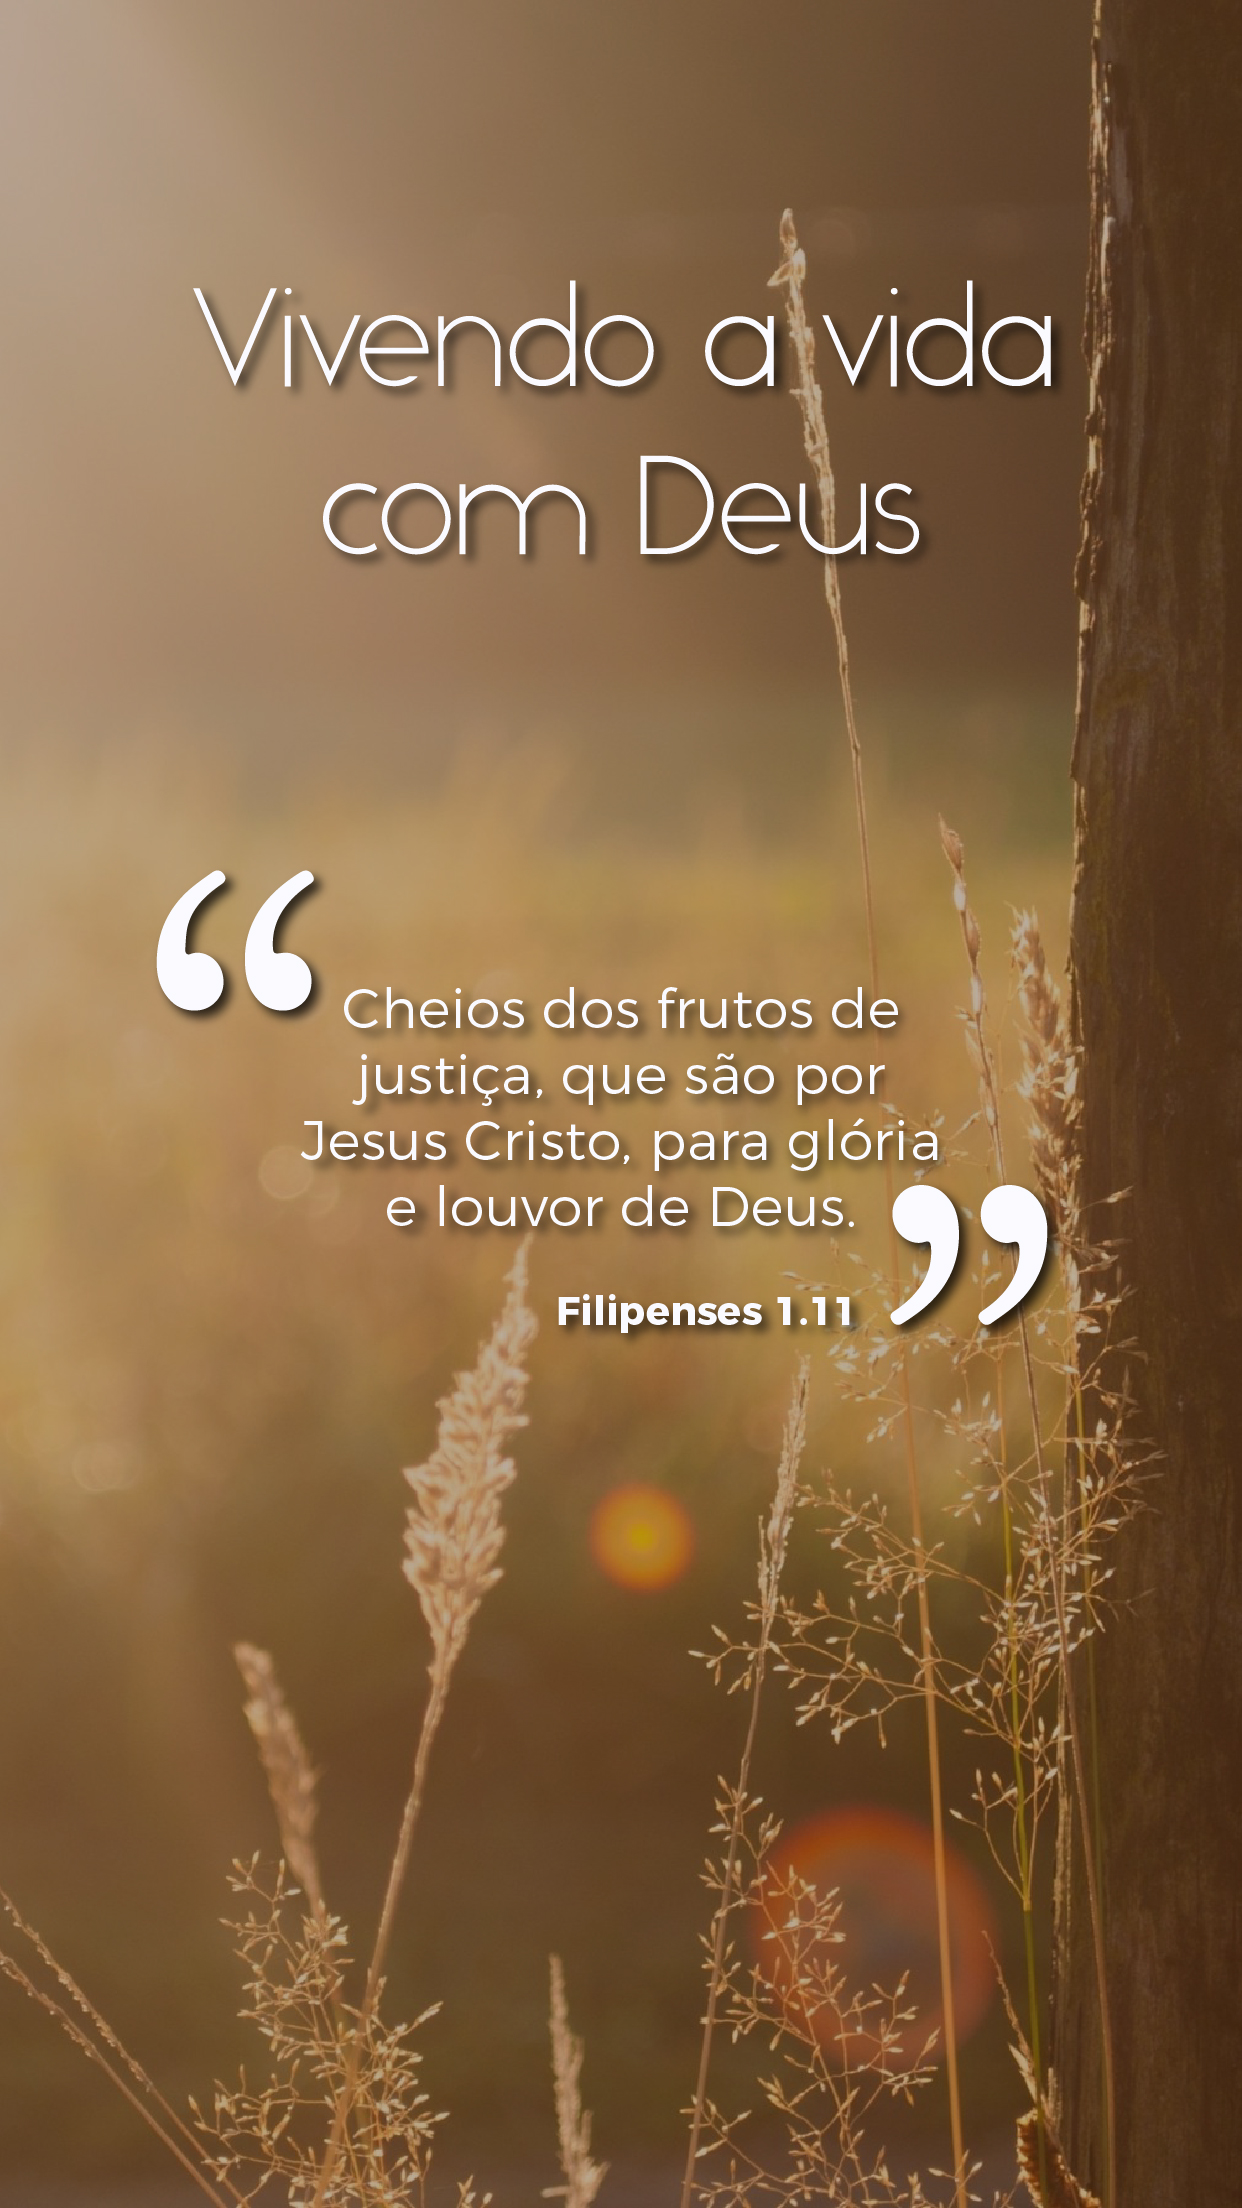 Vivendo a vida
com Deus
“
Cheios dos frutos de
justiça, que são por
Jesus Cristo, para glória
e louvor de Deus.
”
Filipenses 1.11